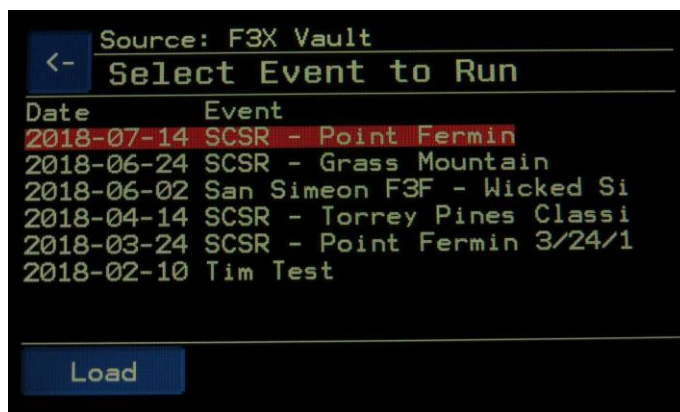 <- Source: F3X Vault
Select Event to Run
Date Event
2018-07-14 SCSR - Point Fermin
2018-06-24 SCSR - Grass Mountain
2018-06-02 San Simeon F3F - Wicked Si
2018-04-14 SCSR - Torrey Pines Classi
2018-03-24 SCSR - Point Fermin 3/24/1
2018-02-10 Tim Test
Load